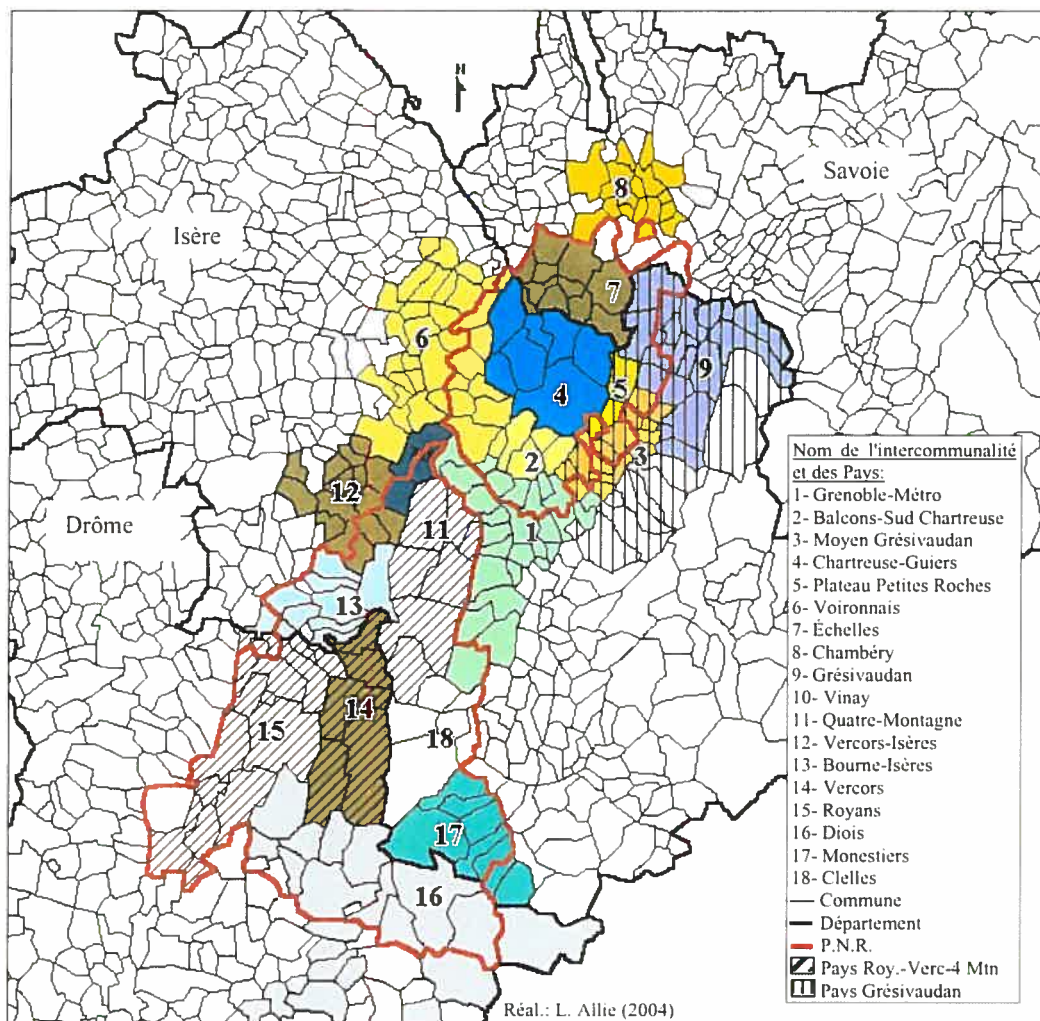 N
Savoie
Isère
Drôme
8
7
6
9
4
5
3
2
12
11
1
13
14
15
18
17
16
Nom de l'intercommunalité
et des Pays:
1- Grenoble-Métro
2- Balcons-Sud Chartreuse
3- Moyen Grésivaudan
4- Chartreuse-Guiers
5- Plateau Petites Roches
6- Voironnais
7- Échelles
8- Chambéry
9- Grésivaudan
10- Vinay
11- Quatre-Montagne
12- Vercors-Isères
13- Bourne-Isères
14- Vercors
15- Royans
16- Diois
17- Monestiers
18- Clelles
Commune
Département
P.N.R.
Pays Roy.-Verc-4 Mtn
Pays Grésivaudan
Réal.: L. Allie (2004)